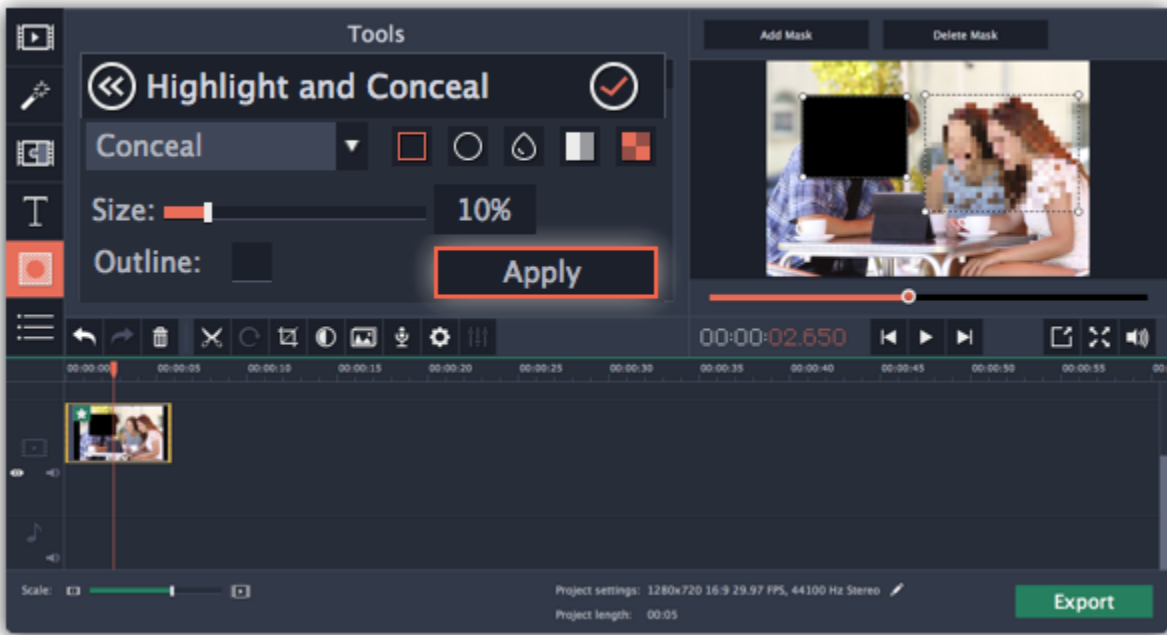 Tools
Add Mask
Delete Mask
Highlight and Conceal
Conceal
Size:
10%
Outline:
Apply
00:00:02.650
00:00:00
00:00:05
00:00:10
00:00:15
00:00:20
00:00:25
00:00:30
00:00:35
00:00:40
00:00:45
00:00:50
00:00:55
00:
Scale:
Project settings: 1280x720 16:9 29.97 FPS, 44100 Hz Stereo
Project length: 00:05
Export